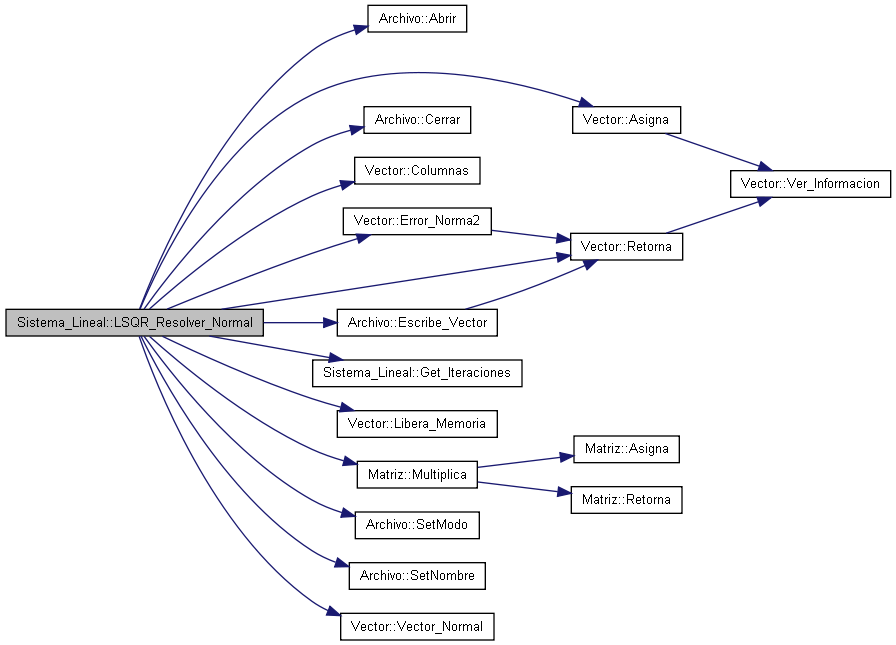 Archivo::Abrir
Vector::Asigna
Archivo::Cerrar
Vector::Columnas
Vector::Ver_Informacion
Vector::Error_Norma2
Vector::Retorna
Sistema_Lineal::LSQR_Resolver_Normal
Archivo::Escribe_Vector
Sistema_Lineal::Get_Iteraciones
Vector::Libera_Memoria
Matriz::Asigna
Matriz::Multiplica
Matriz::Retorna
Archivo::SetModo
Archivo::SetNombre
Vector::Vector_Normal